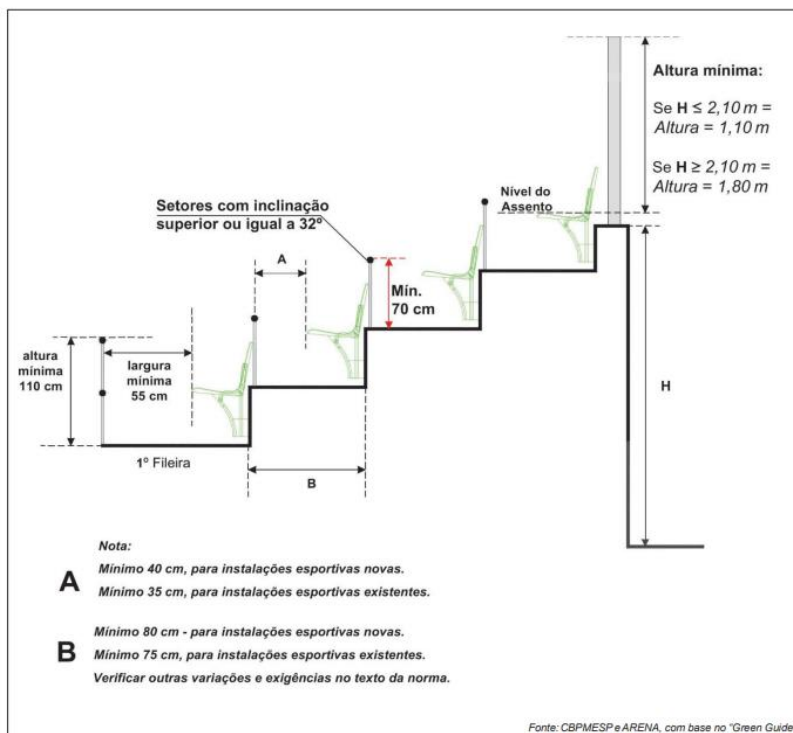 Altura mínima:
Se H ≤ 2,10 m =
Altura = 1,10 m
Se H ≥ 2,10 m =
Altura = 1,80 m
Nível do
Assento
Setores com inclinação
superior ou igual a 32º
A
Mín.
70 cm
altura
mínima
110 cm
largura
mínima
55 cm
H
1º Fileira
B
Nota:
A
Mínimo 40 cm, para instalações esportivas novas.
Mínimo 35 cm, para instalações esportivas existentes.
B
Mínimo 80 cm - para instalações esportivas novas.
Mínimo 75 cm, para instalações esportivas existentes.
Verificar outras variações e exigências no texto da norma.
Fonte: CBPMESP e ARENA, com base no "Green Guide